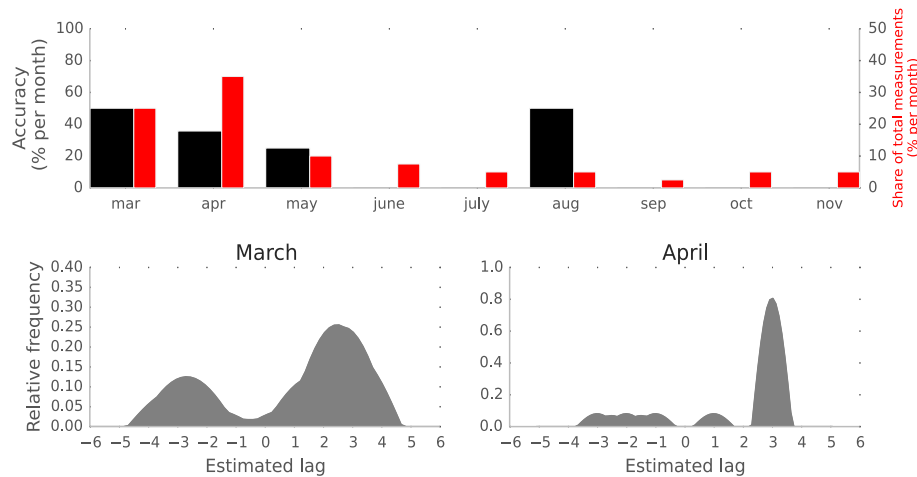 100
80
60
40
20
0
Accuracy
(% per month)
50
40
30
20
10
0
Share of total measurements
(% per month)
mar apr may june july aug sep oct nov
March
0.40
0.35
0.30
0.25
0.20
0.15
0.10
0.05
0.00
Relative frequency
−6 −5 −4 −3 −2 −1 0 1 2 3 4 5 6
Estimated lag
April
1.0
0.8
0.6
0.4
0.2
0.0
−6 −5 −4 −3 −2 −1 0 1 2 3 4 5 6
Estimated lag